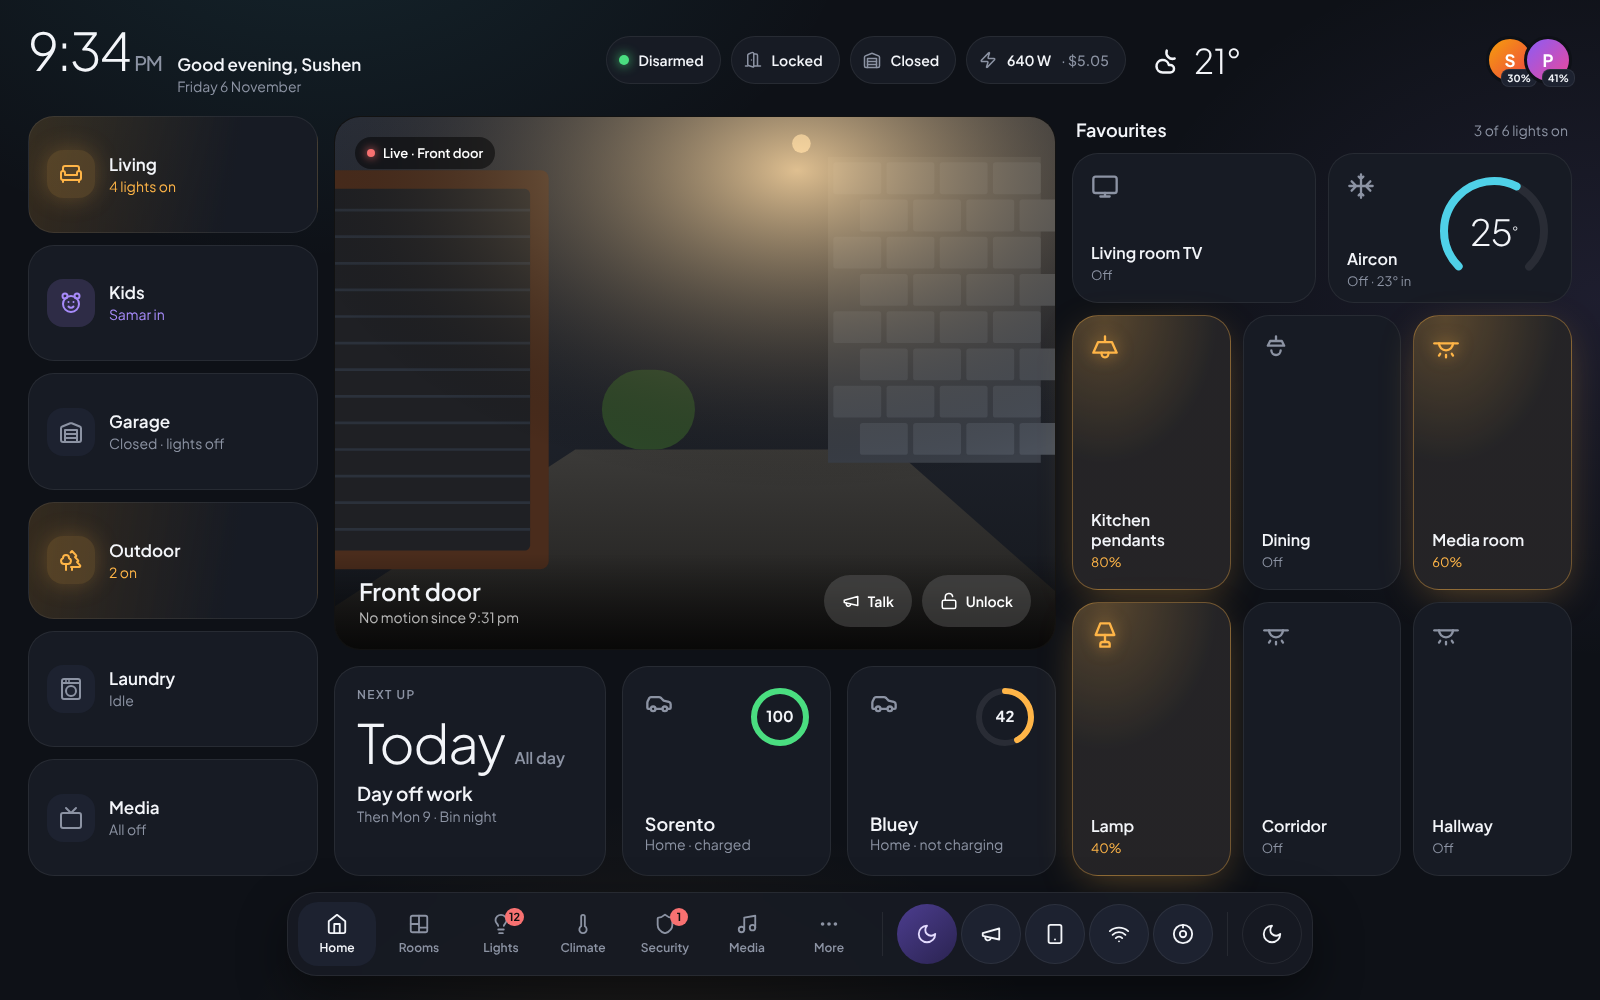 9:34 PM
Good evening, Sushen
Friday 6 November
Disarmed
Locked
Closed
640 W · $5.05
21°
S
30%
P
41%
Living
4 lights on
Kids
Samar in
Garage
Closed · lights off
Outdoor
2 on
Laundry
Idle
Media
All off
Live · Front door
Front door
No motion since 9:31 pm
Talk
Unlock
NEXT UP
Today All day
Day off work
Then Mon 9 · Bin night
100
Sorento
Home · charged
42
Bluey
Home · not charging
Favourites
3 of 6 lights on
Living room TV
Off
25°
Aircon
Off · 23° in
Kitchen
pendants
80%
Dining
Off
Media room
60%
Lamp
40%
Corridor
Off
Hallway
Off
Home
Rooms
12
Lights
Climate
1
Security
Media
More